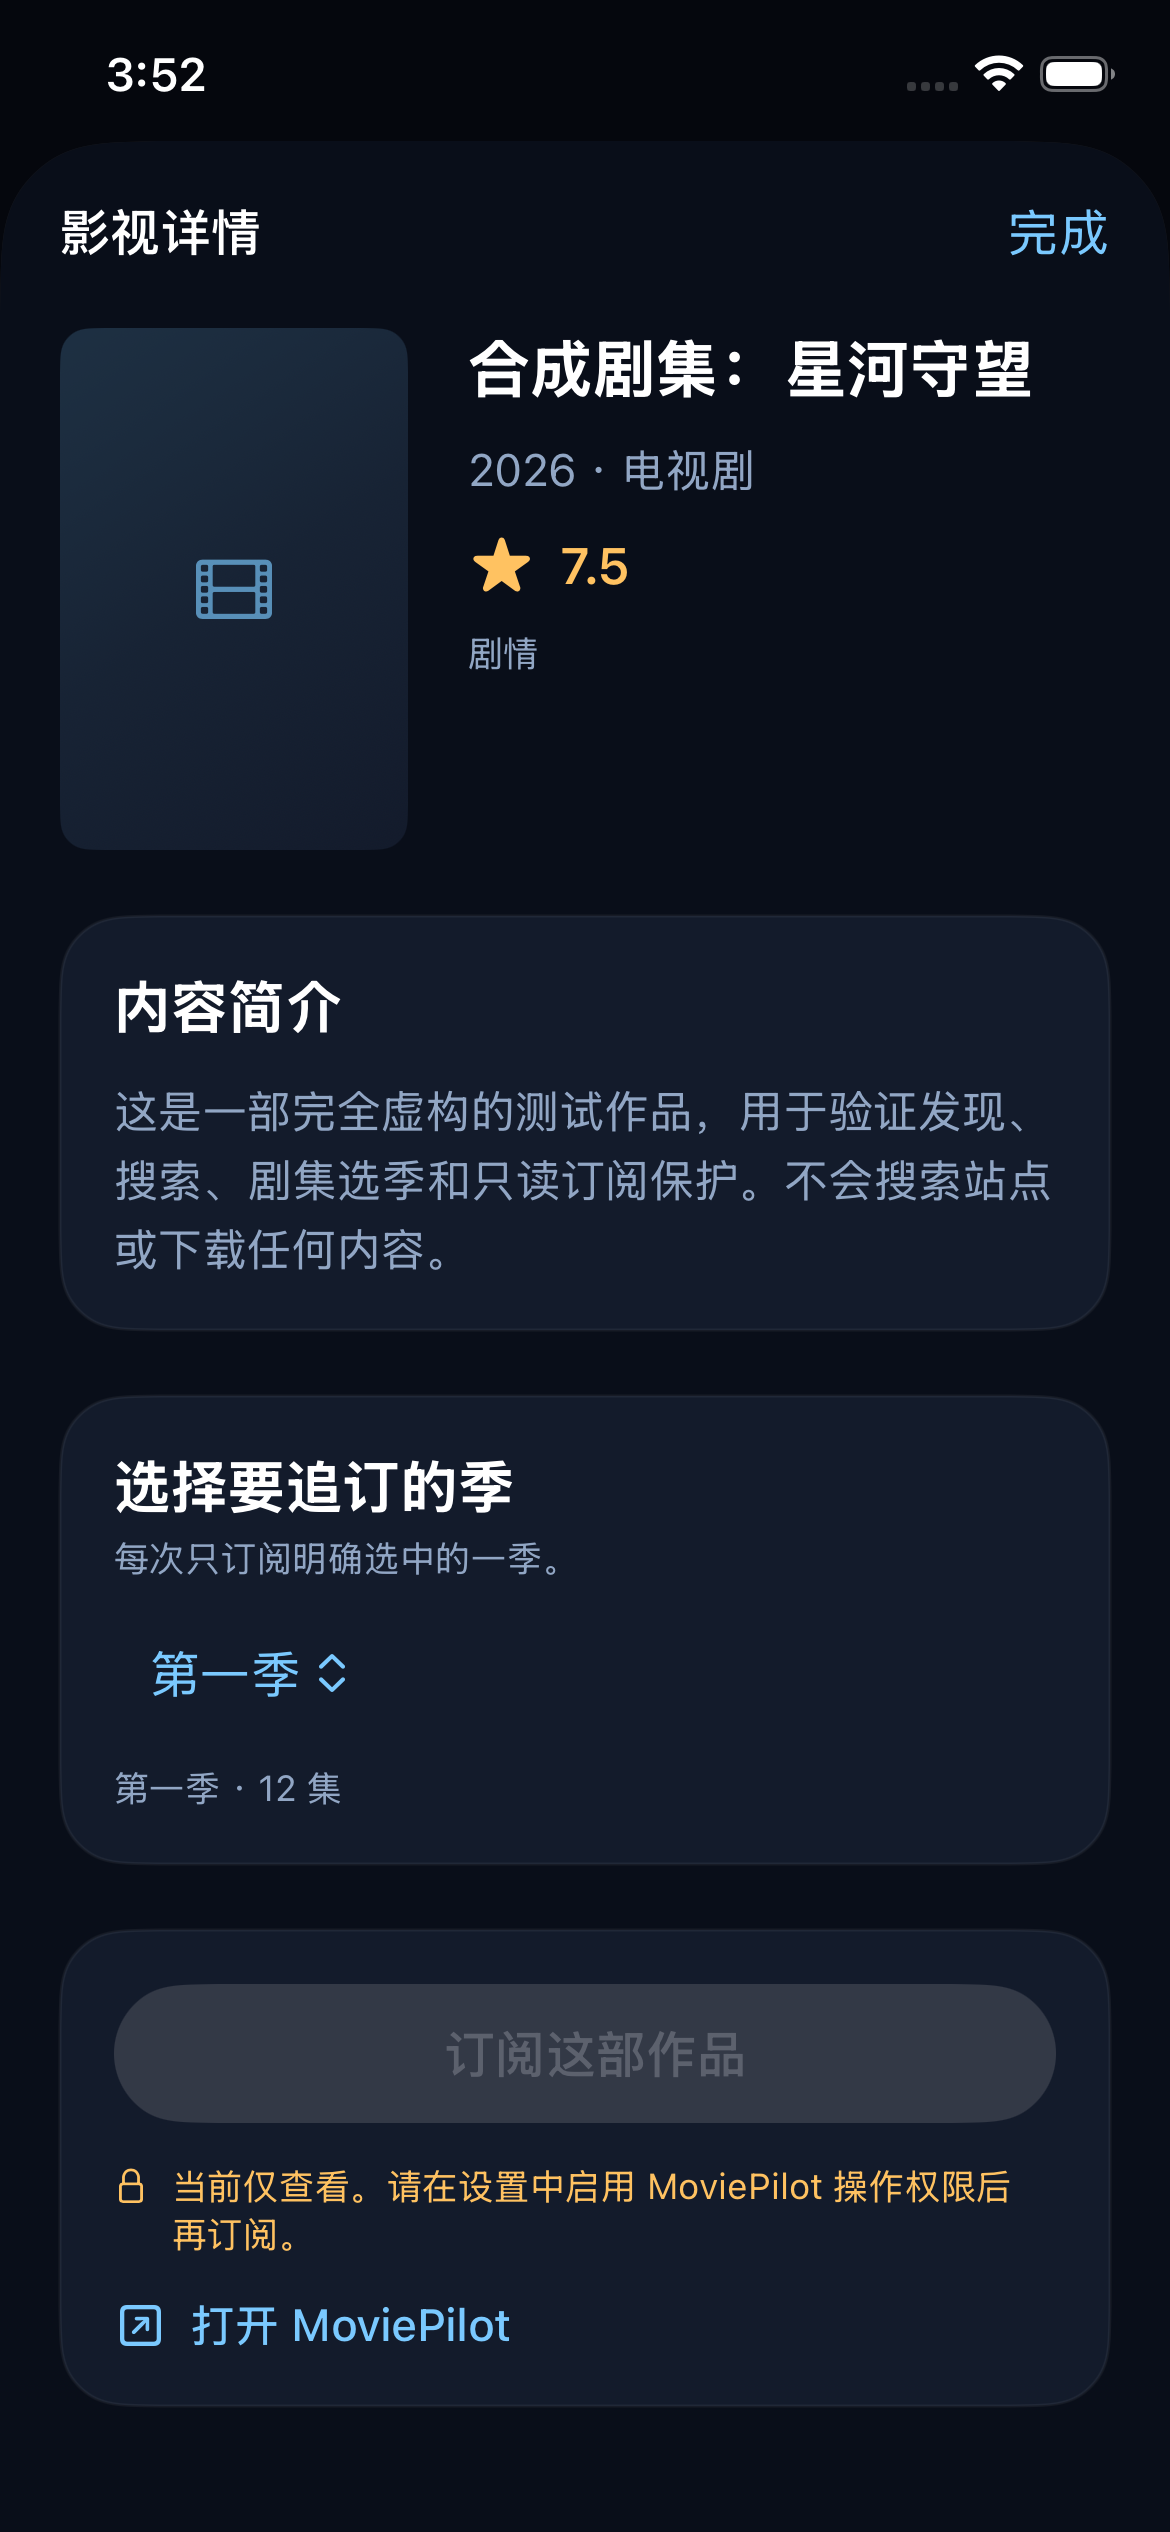 3:52
影视详情
完成
合成剧集：星河守望
2026 · 电视剧
7.5
剧情
内容简介
这是一部完全虚构的测试作品，用于验证发现、
搜索、剧集选季和只读订阅保护。不会搜索站点
或下载任何内容。
选择要追订的季
每次只订阅明确选中的一季。
第一季
第一季 · 12 集
订阅这部作品
当前仅查看。请在设置中启用 MoviePilot 操作权限后
再订阅。
打开 MoviePilot